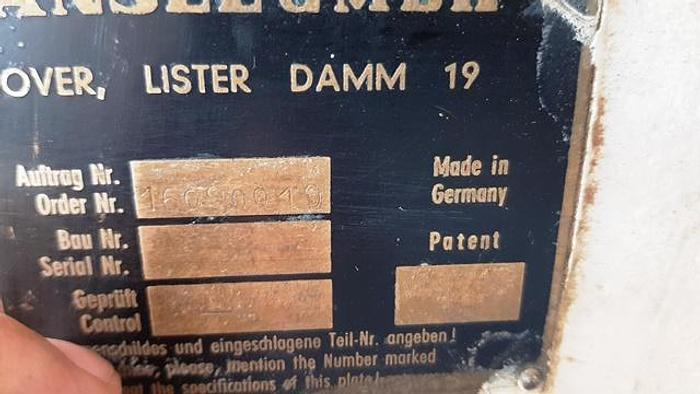 OVER, LISTER DAMM 19
Auftrag Nr.
Order Nr.
Bau Nr.
Serial Nr.
Geprüft
Control
Made in
Germany
Patent
und eingeschlagene Teil-Nr. angeben!
please, mention the Number marked
the specifications of this plate!